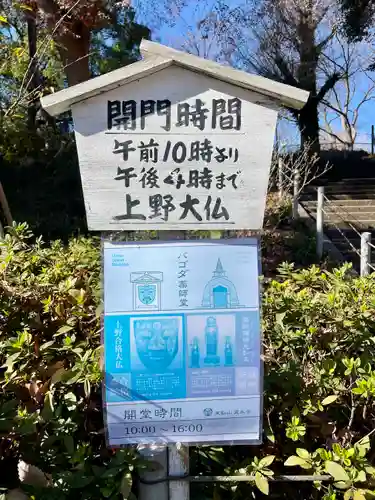 開門時間
午前10時より
午後4時まで
上野大仏
パゴダ薬師堂
上野大仏
開堂時間
10:00 ~ 16:00